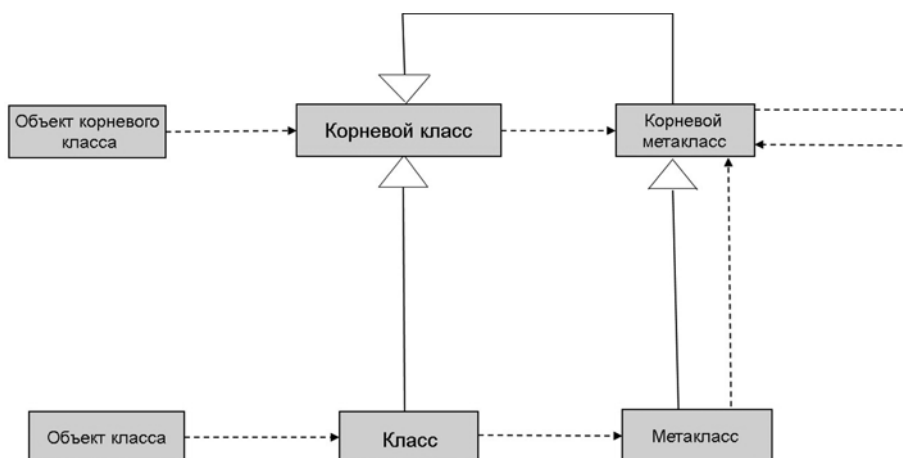 Объект корневого
класса
Корневой класс
Корневой
метакласс
Объект класса
Класс
Метакласс